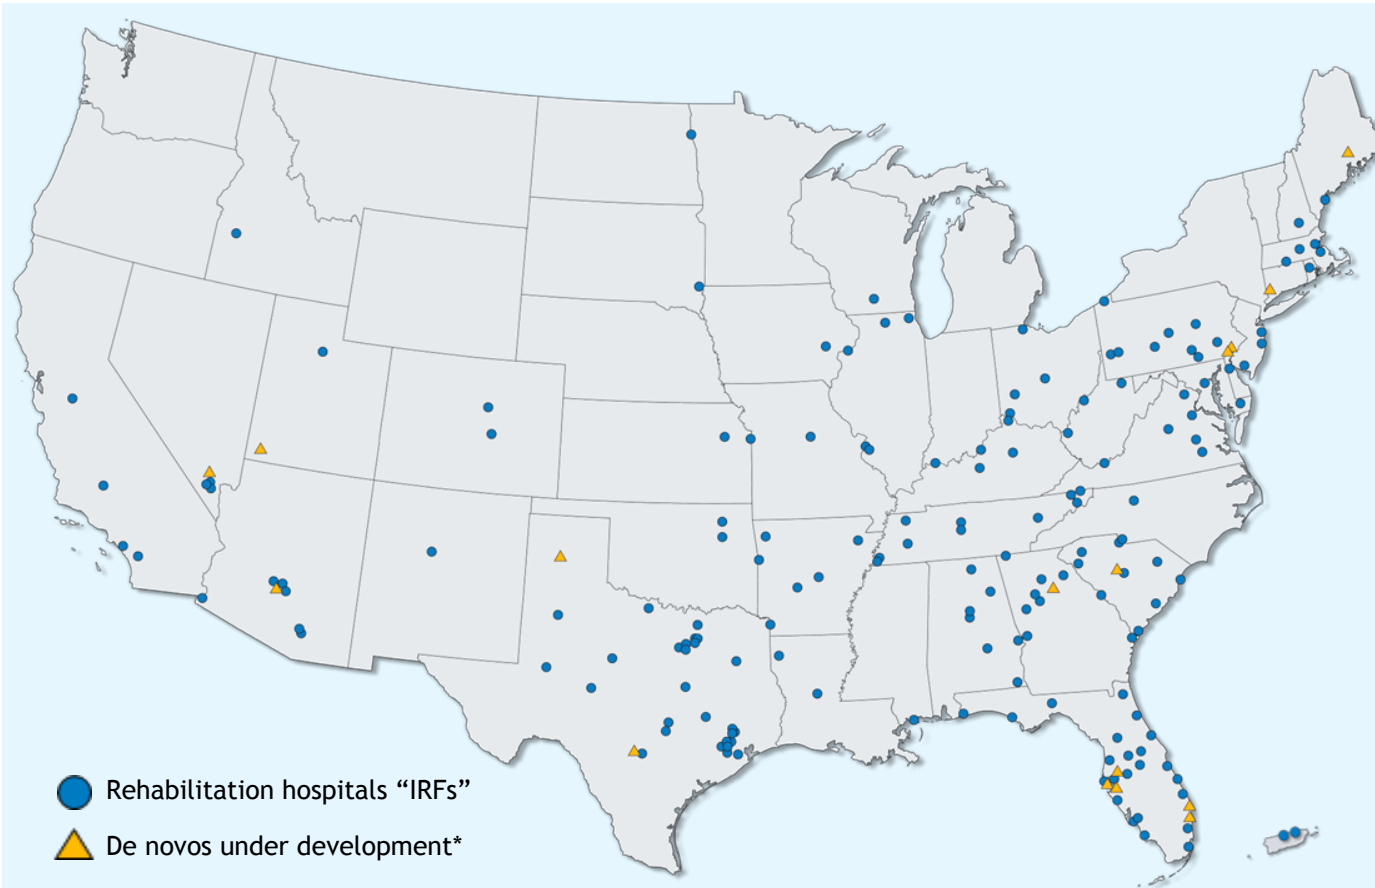 Rehabilitation hospitals “IRFs”
De novos under development*